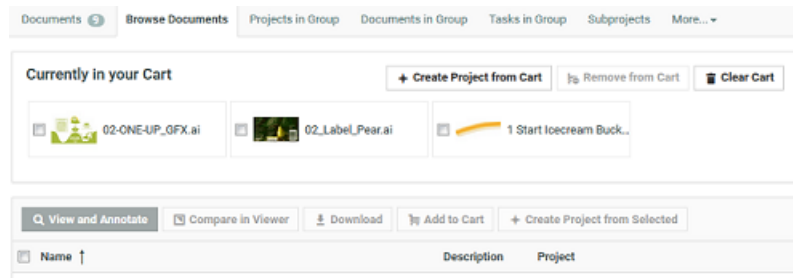 Documents 9 Browse Documents Projects in Group Documents in Group Tasks in Group Subprojects More...
Currently in your Cart + Create Project from Cart Remove from Cart Clear Cart
02-ONE-UP_GFX.ai 02_Label_Pear.ai 1 Start Icecream Buck...
View and Annotate Compare in Viewer Download Add to Cart + Create Project from Selected
Name ↑ Description Project